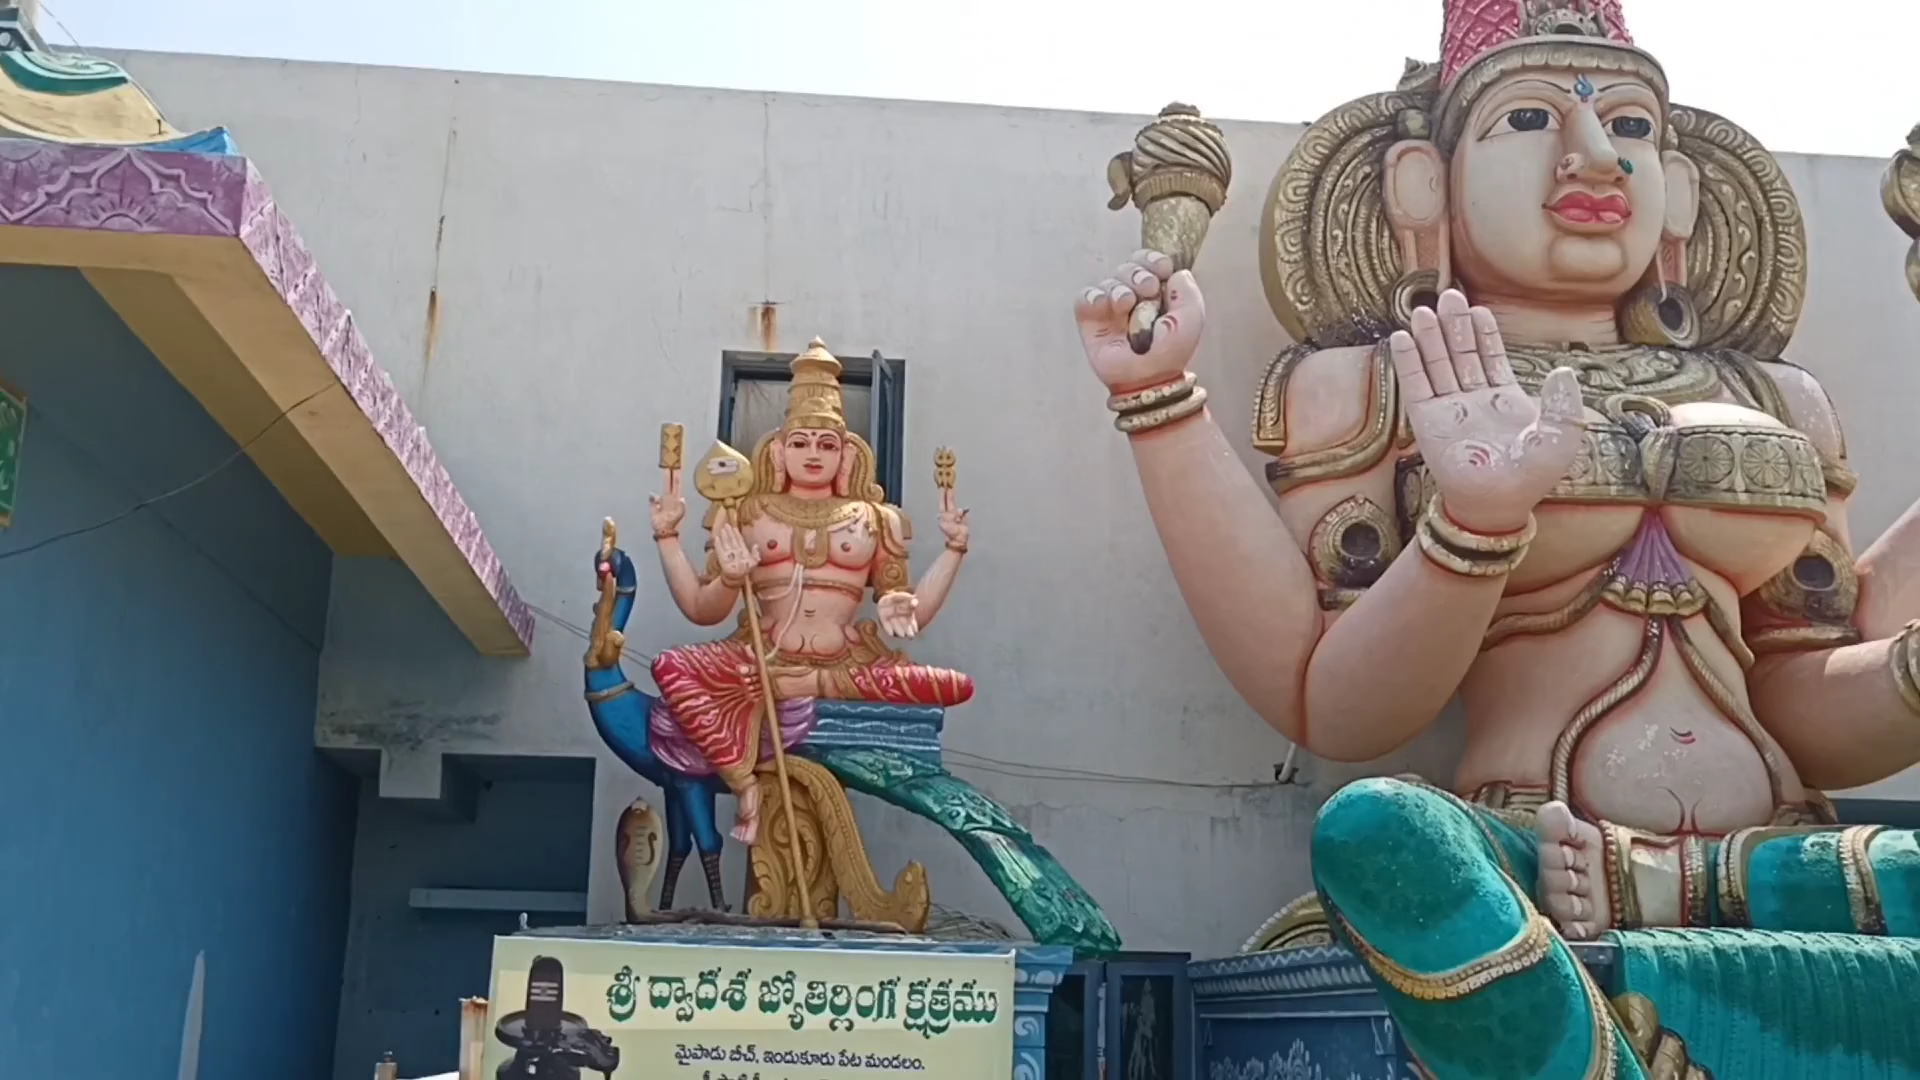 శ్రీ ద్వాదశ జ్యోతిర్లింగ క్షేత్రము
మైపాడు బీచ్, ఇందుకూరు పేట మండలం.